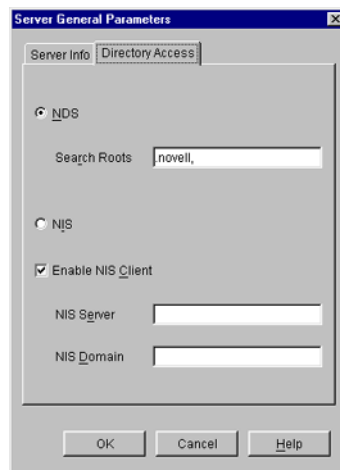 Server General Parameters
Server Info Directory Access
NDS
Search Roots .novell,
NIS
Enable NIS Client
NIS Server
NIS Domain
OK Cancel Help